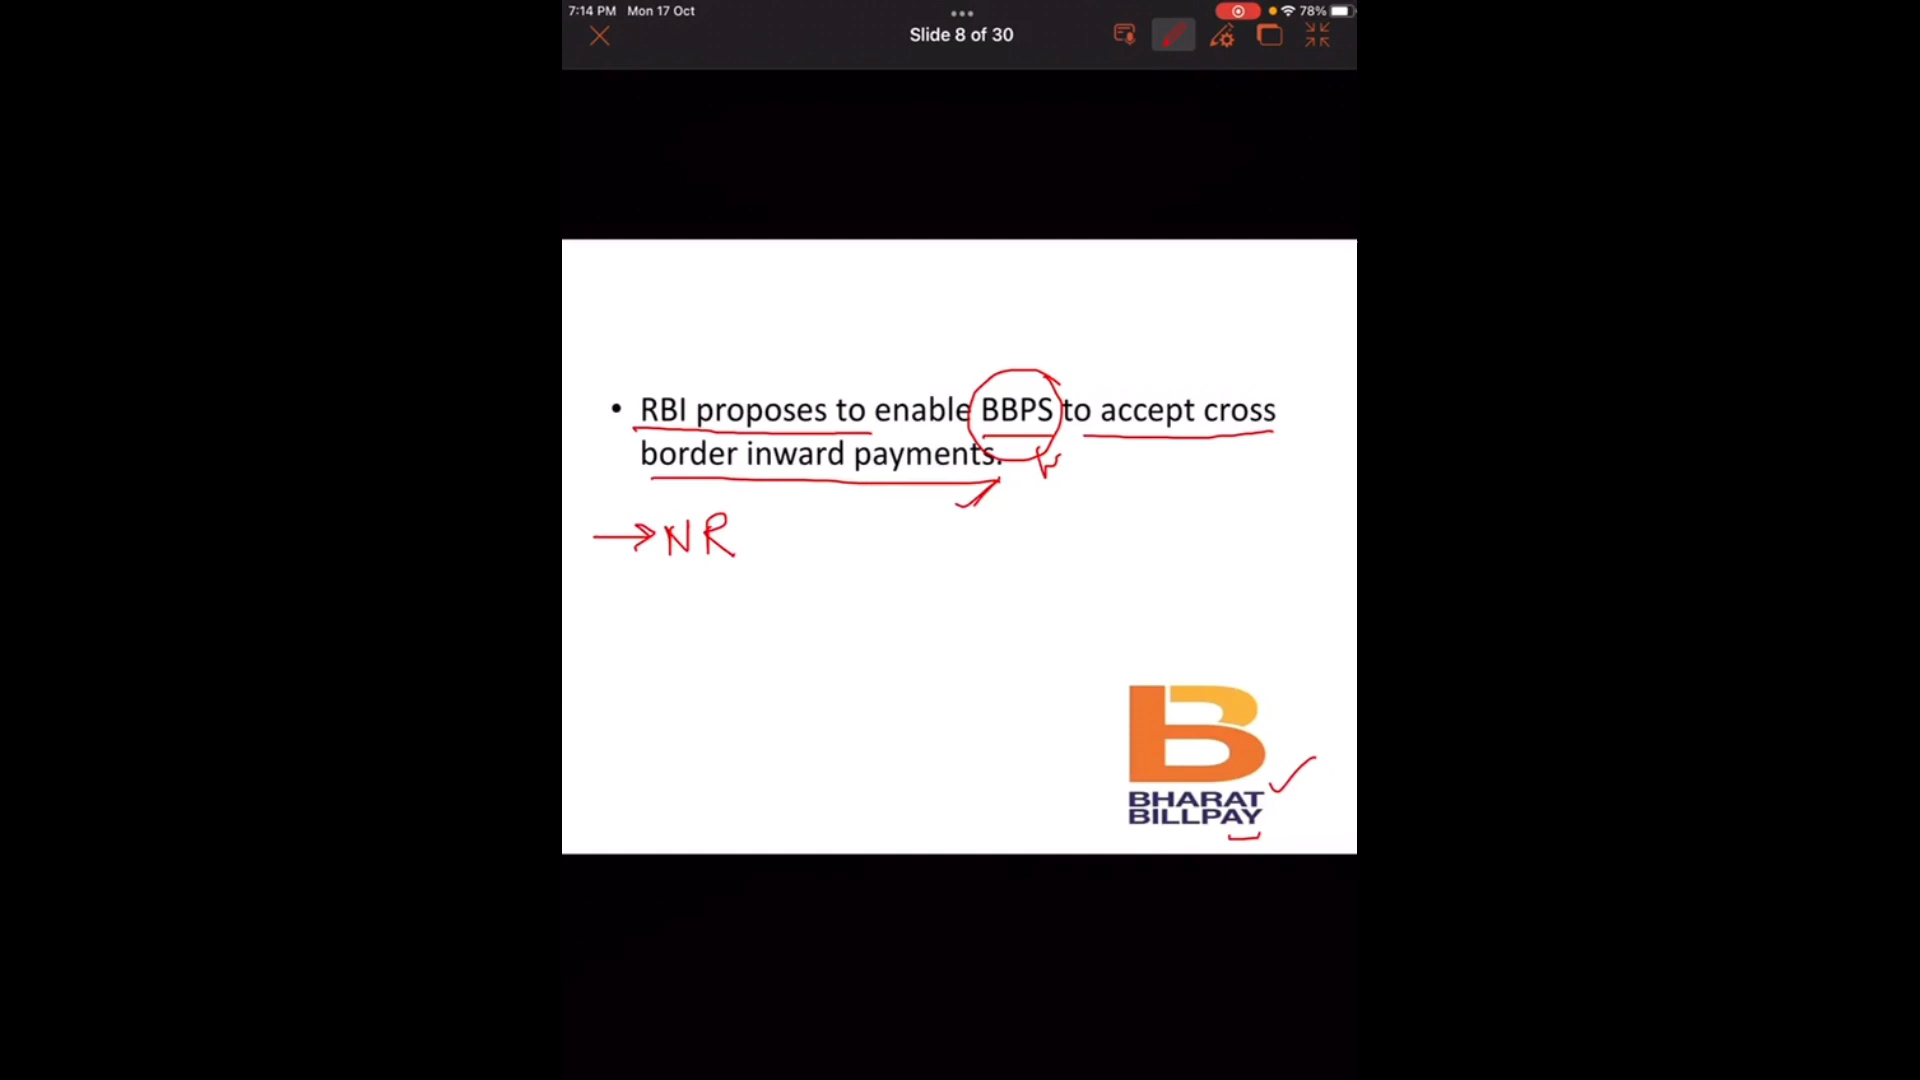 7:14 PM Mon 17 Oct
78%
Slide 8 of 30
• RBI proposes to enable BBPS to accept cross
border inward payments.
→ NR
BHARAT
BILLPAY